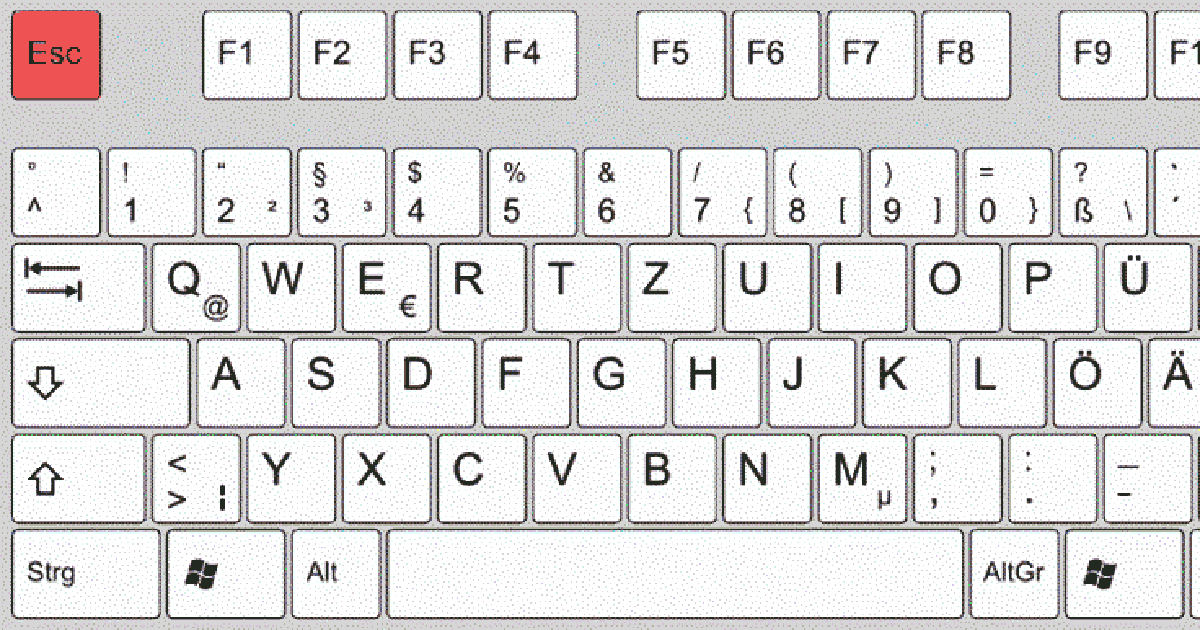 Esc F1 F2 F3 F4 F5 F6 F7 F8 F9
° ! “ § $ % & / ( ) = ? `
^ 1 2 ² 3 ³ 4 5 6 7 { 8 [ 9 ] 0 } ß \ ´
Q @ W E € R T Z U I O P Ü
A S D F G H J K L Ö Ä
< Y X C V B N M µ ; : _
> ¦ , . -
Strg Alt AltGr